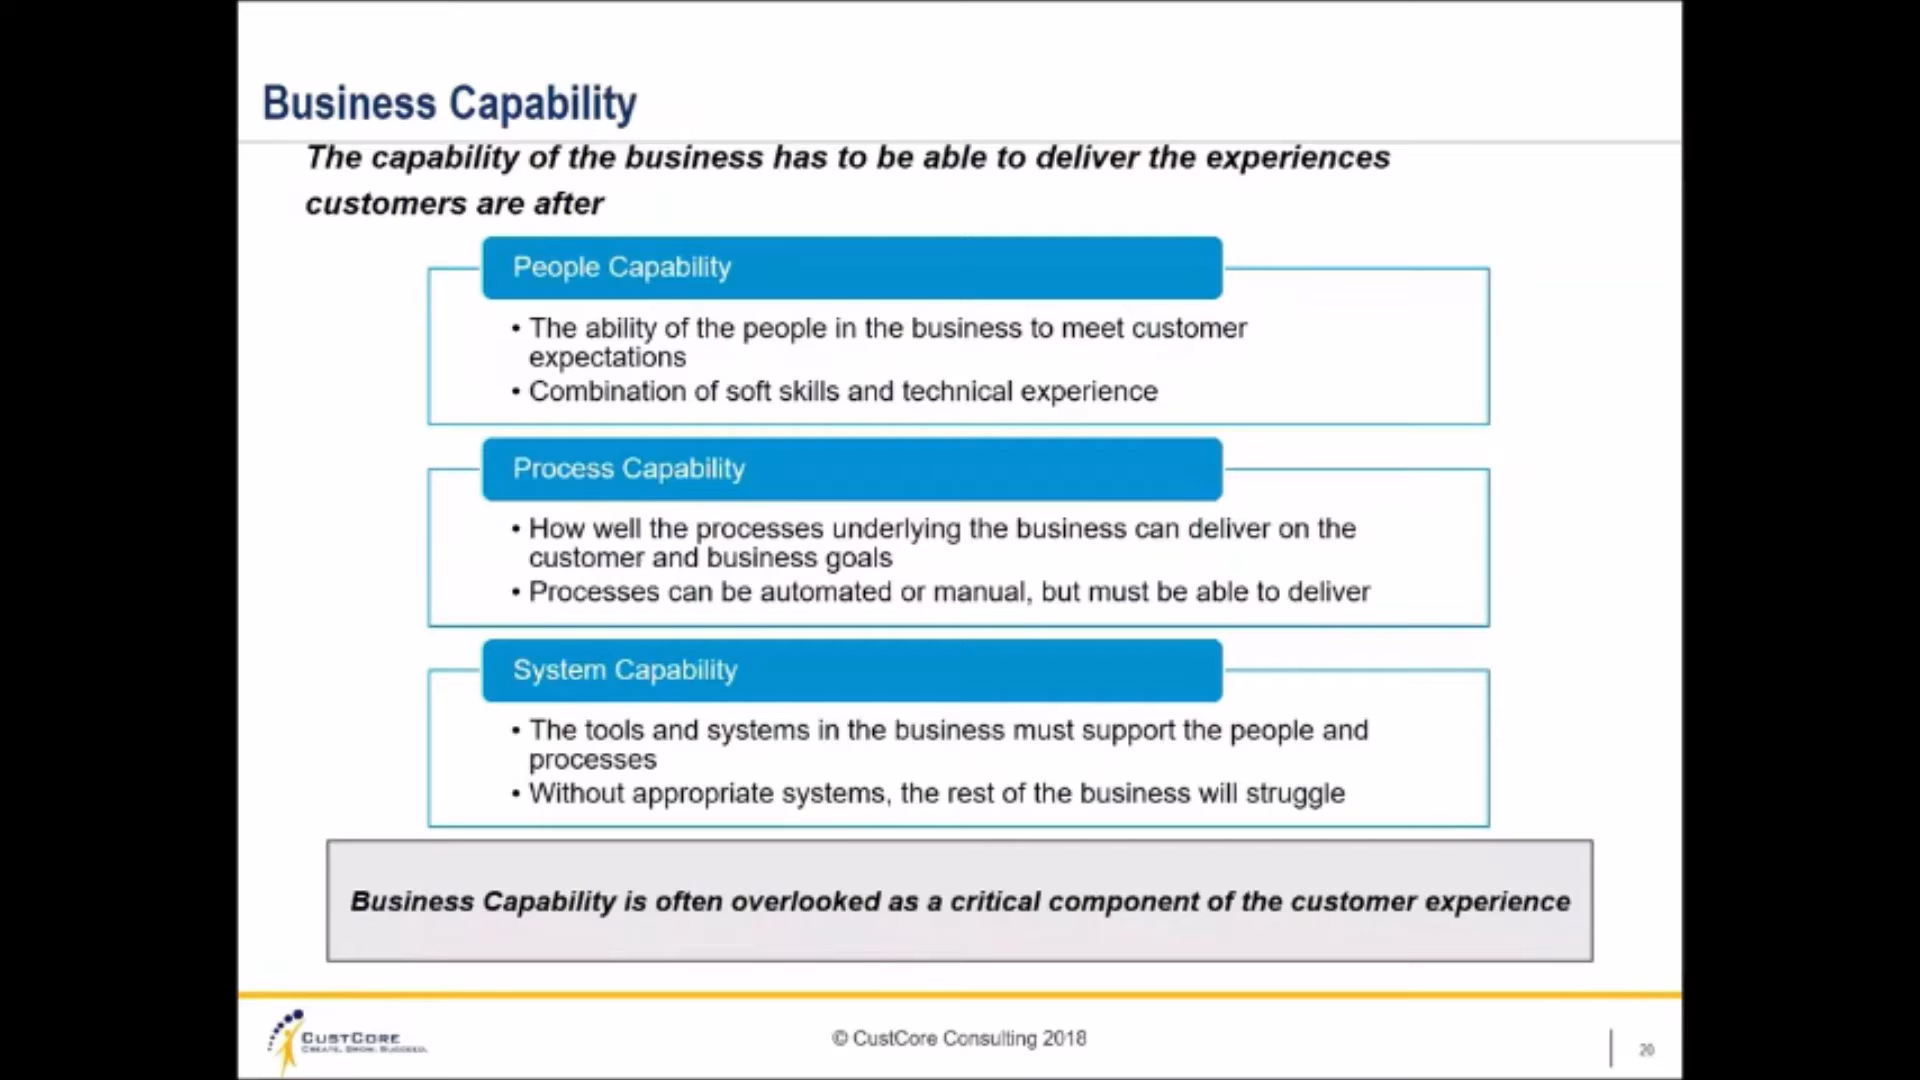 Business Capability
The capability of the business has to be able to deliver the experiences
customers are after
People Capability
• The ability of the people in the business to meet customer
expectations
• Combination of soft skills and technical experience
Process Capability
• How well the processes underlying the business can deliver on the
customer and business goals
• Processes can be automated or manual, but must be able to deliver
System Capability
• The tools and systems in the business must support the people and
processes
• Without appropriate systems, the rest of the business will struggle
Business Capability is often overlooked as a critical component of the customer experience
CUSTCORE
CREATE. GROW. SUCCEED.
© CustCore Consulting 2018
20